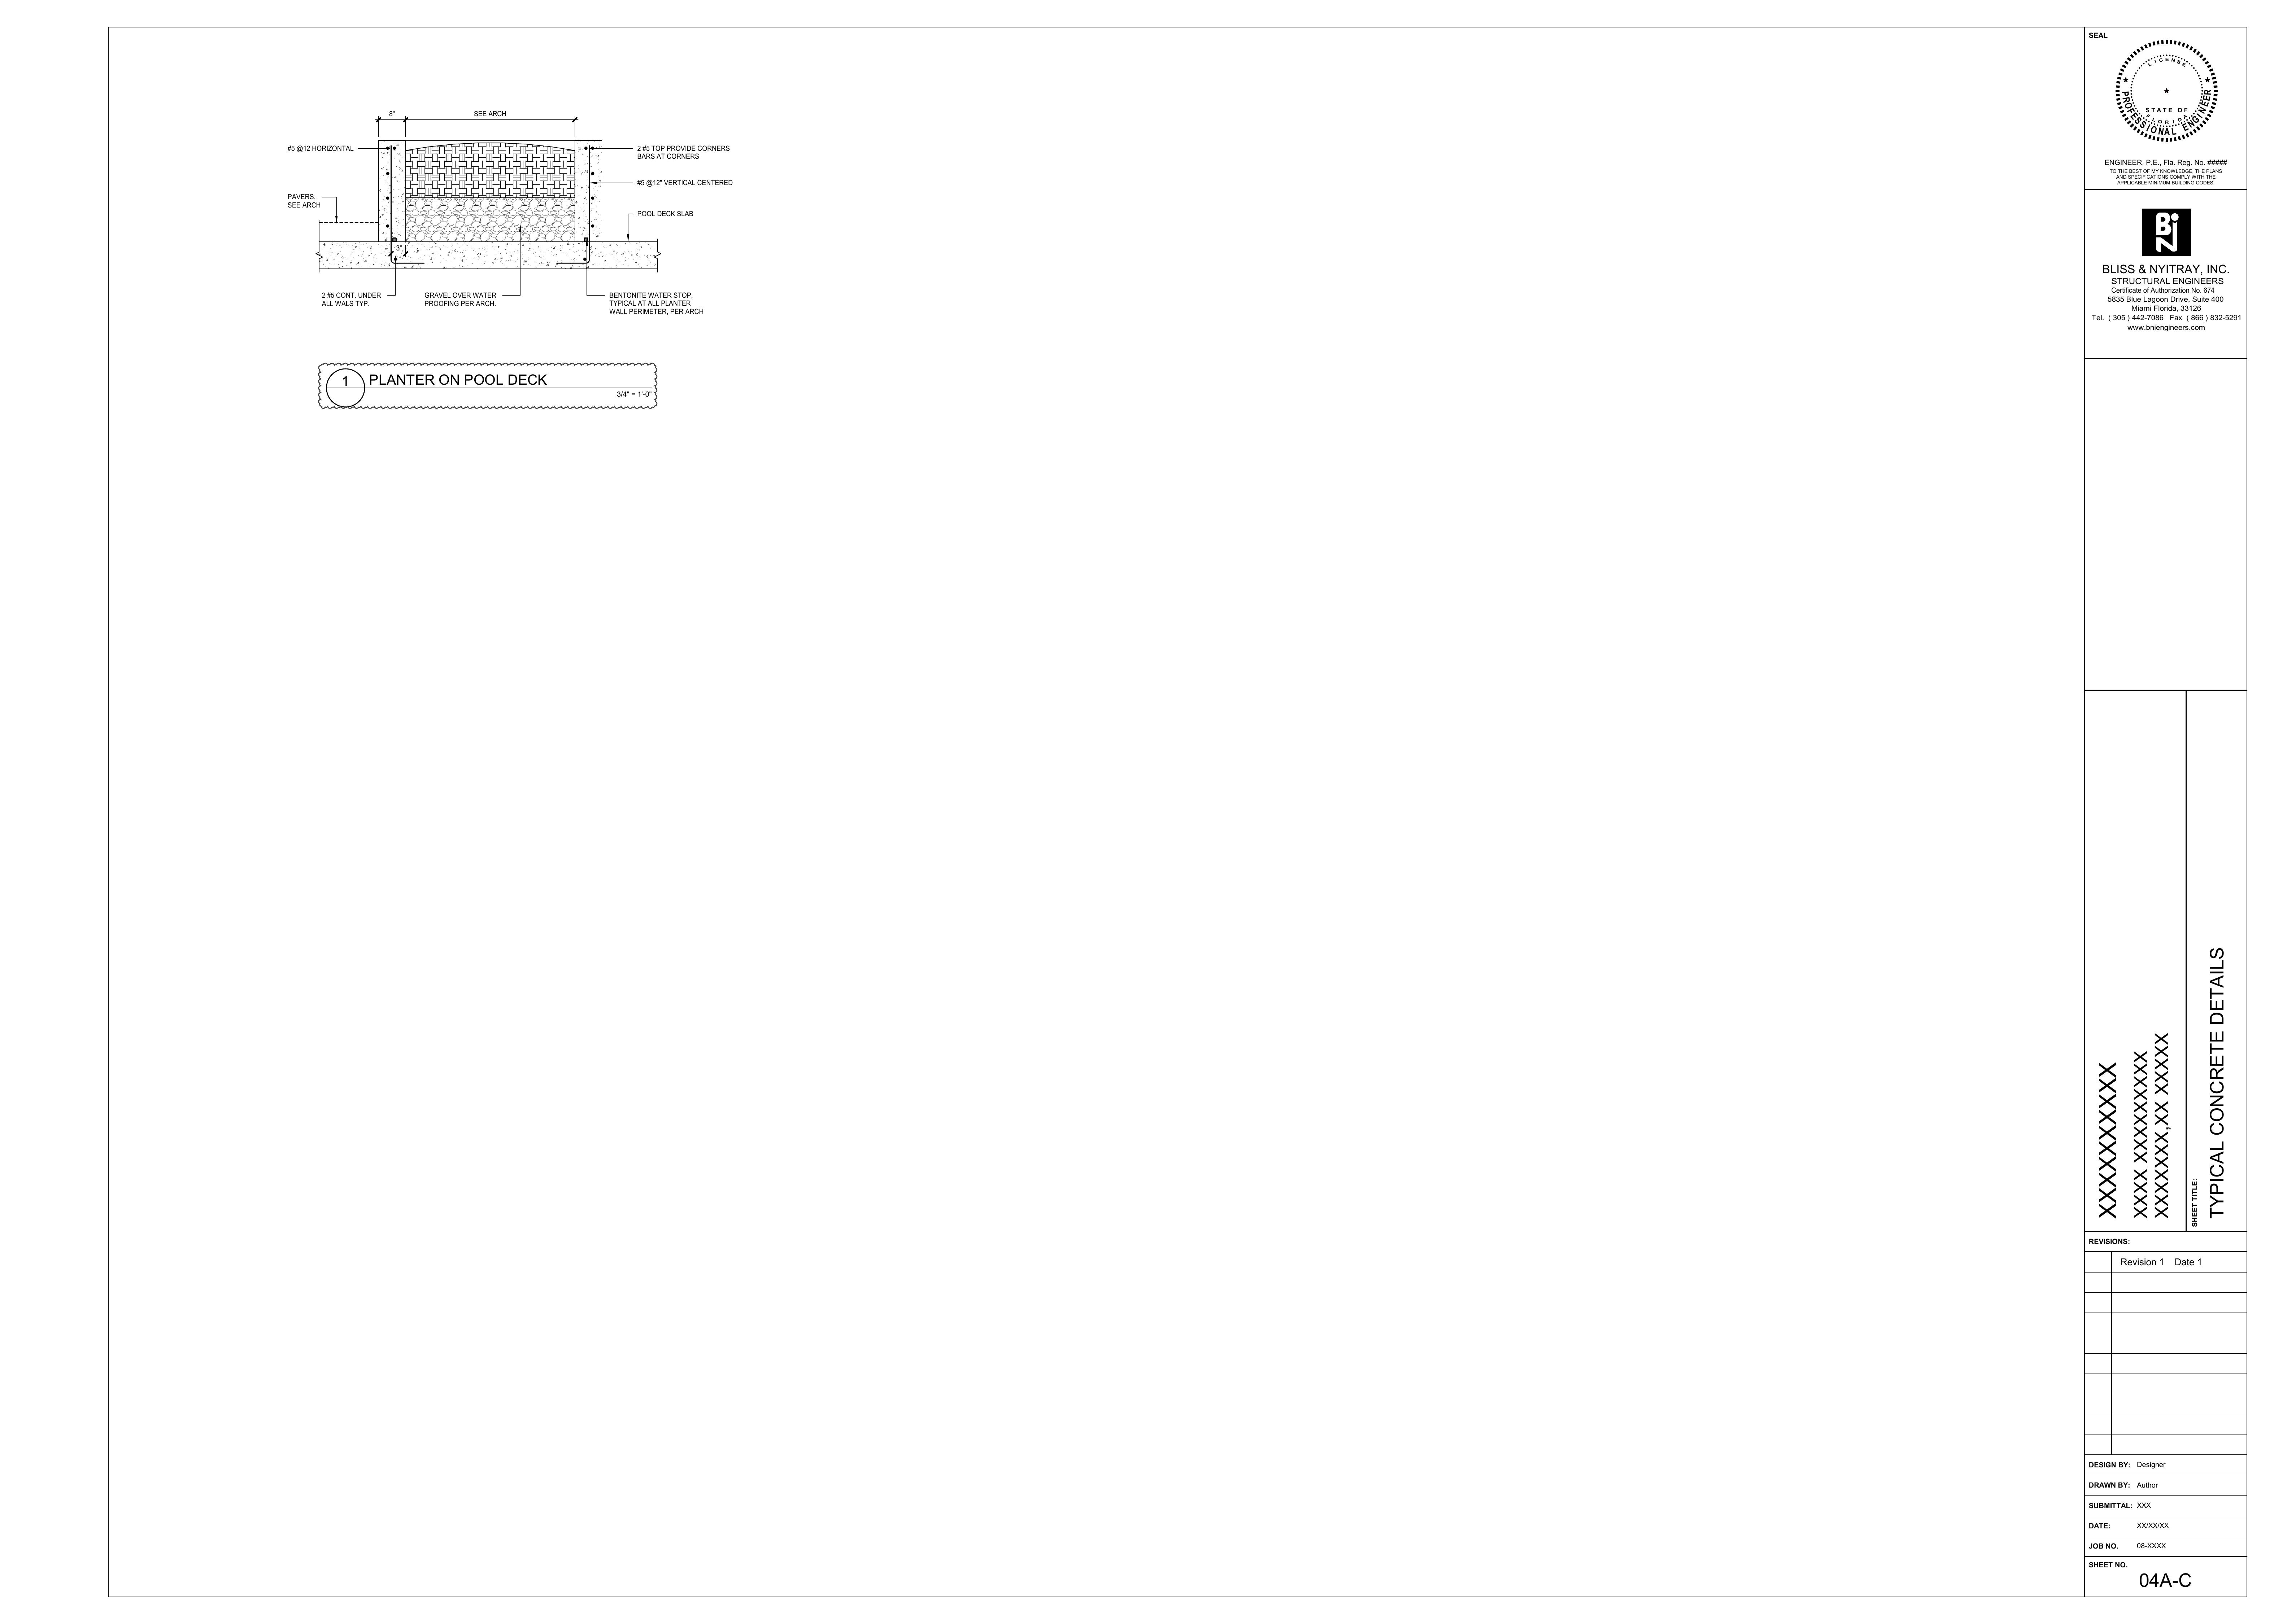 8"
SEE ARCH
#5 @12 HORIZONTAL
2 #5 TOP PROVIDE CORNERS
BARS AT CORNERS
#5 @12" VERTICAL CENTERED
PAVERS,
SEE ARCH
POOL DECK SLAB
3"
2 #5 CONT. UNDER
ALL WALS TYP.
GRAVEL OVER WATER
PROOFING PER ARCH.
BENTONITE WATER STOP,
TYPICAL AT ALL PLANTER
WALL PERIMETER, PER ARCH
1
PLANTER ON POOL DECK
3/4" = 1'-0"
SEAL
LICENSE
STATE OF
FLORIDA
PROFESSIONAL ENGINEER
ENGINEER, P.E., Fla. Reg. No. #####
TO THE BEST OF MY KNOWLEDGE, THE PLANS
AND SPECIFICATIONS COMPLY WITH THE
APPLICABLE MINIMUM BUILDING CODES.
BNi
BLISS & NYITRAY, INC.
STRUCTURAL ENGINEERS
Certificate of Authorization No. 674
5835 Blue Lagoon Drive, Suite 400
Miami Florida, 33126
Tel. ( 305 ) 442-7086 Fax ( 866 ) 832-5291
www.bniengineers.com
XXXXXXXXXX
XXX XXXXXXX
XXXXXXX,XX XXXXX
SHEET TITLE:
TYPICAL CONCRETE DETAILS
REVISIONS:
Revision 1 Date 1
DESIGN BY: Designer
DRAWN BY: Author
SUBMITTAL: XXX
DATE: XX/XX/XX
JOB NO. 08-XXXX
SHEET NO.
04A-C